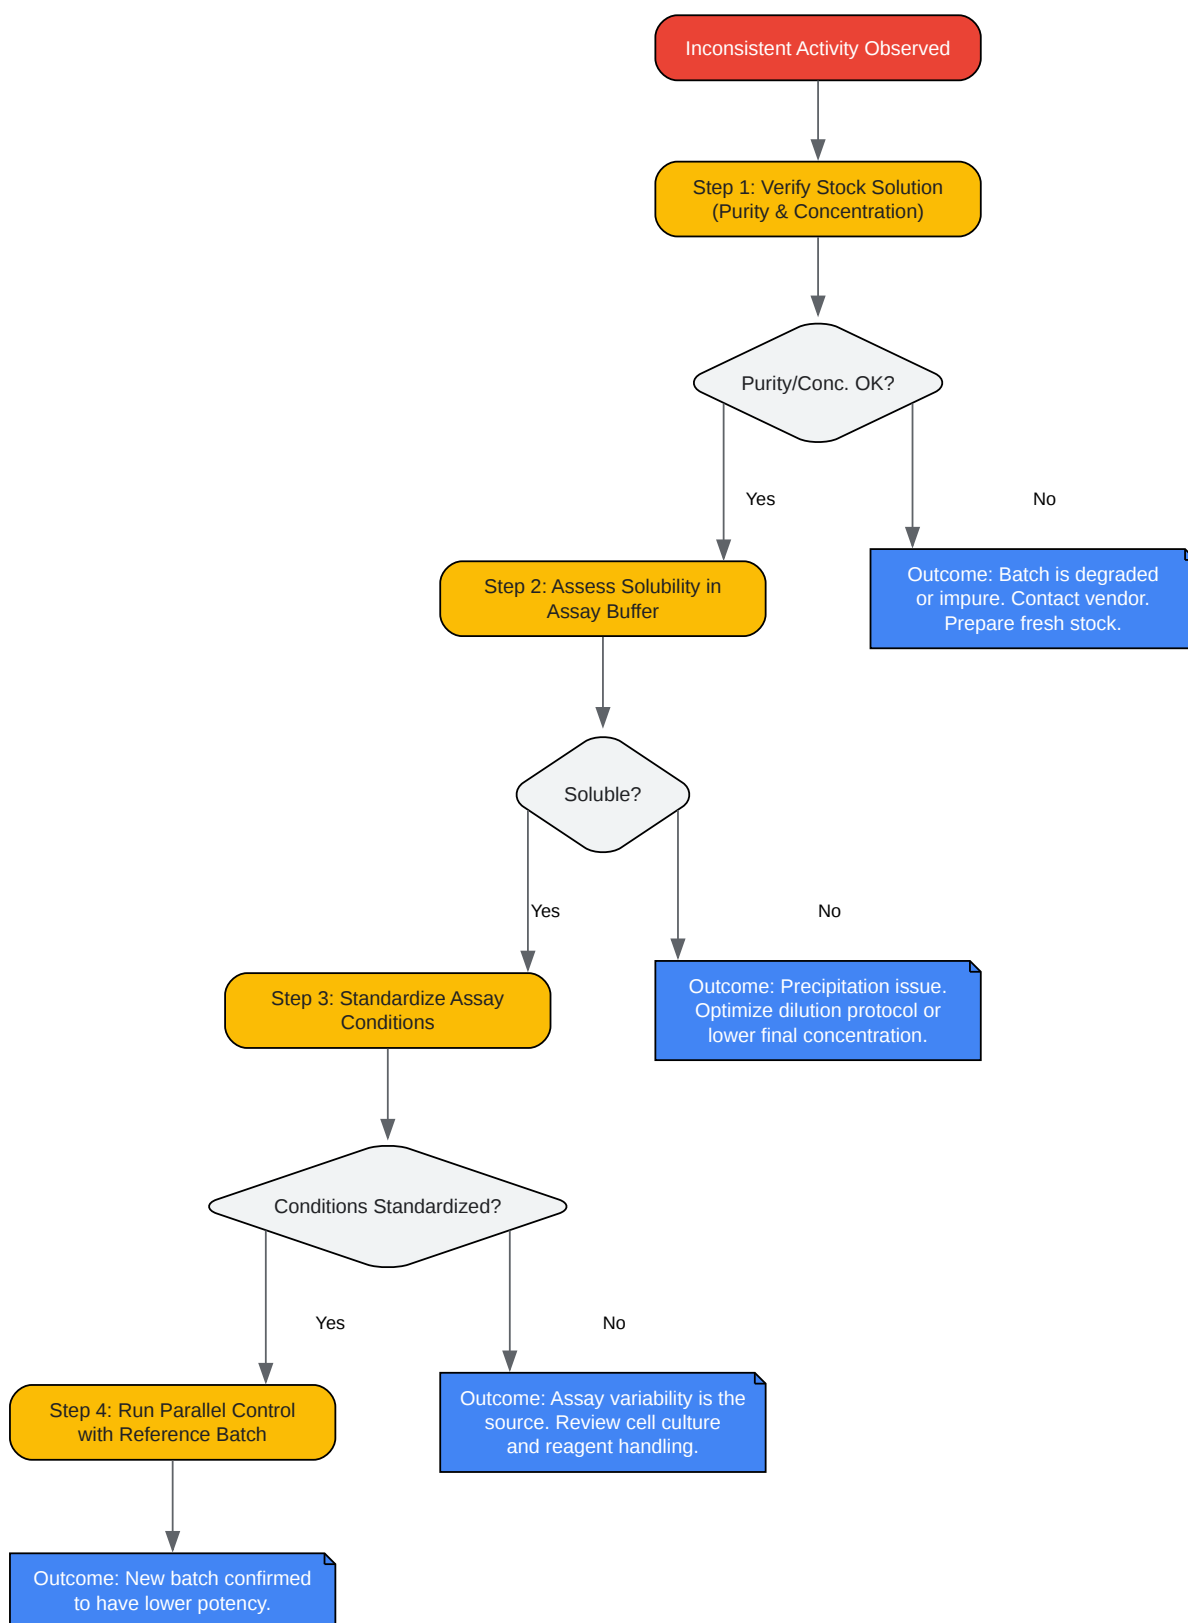 Inconsistent Activity Observed
Step 1: Verify Stock Solution
(Purity & Concentration)
Purity/Conc. OK?
Yes
No
Step 2: Assess Solubility in
Assay Buffer
Outcome: Batch is degraded
or impure. Contact vendor.
Prepare fresh stock.
Soluble?
Yes
No
Step 3: Standardize Assay
Conditions
Outcome: Precipitation issue.
Optimize dilution protocol or
lower final concentration.
Conditions Standardized?
Yes
No
Step 4: Run Parallel Control
with Reference Batch
Outcome: Assay variability is the
source. Review cell culture
and reagent handling.
Outcome: New batch confirmed
to have lower potency.